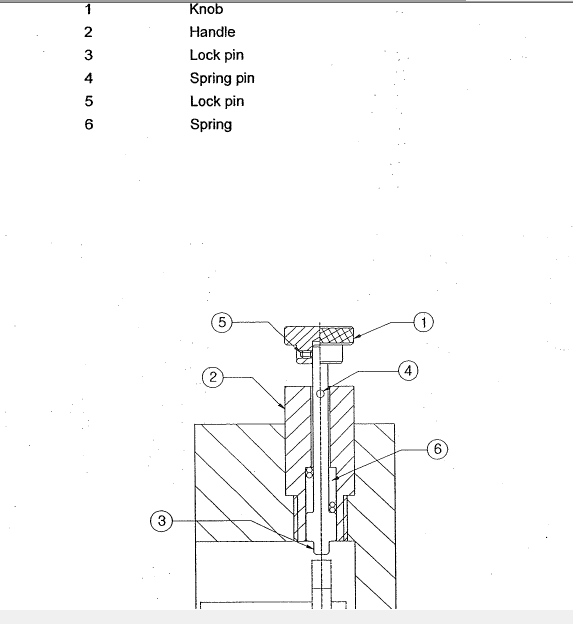 1 Knob
2 Handle
3 Lock pin
4 Spring pin
5 Lock pin
6 Spring
5
1
2
4
6
3